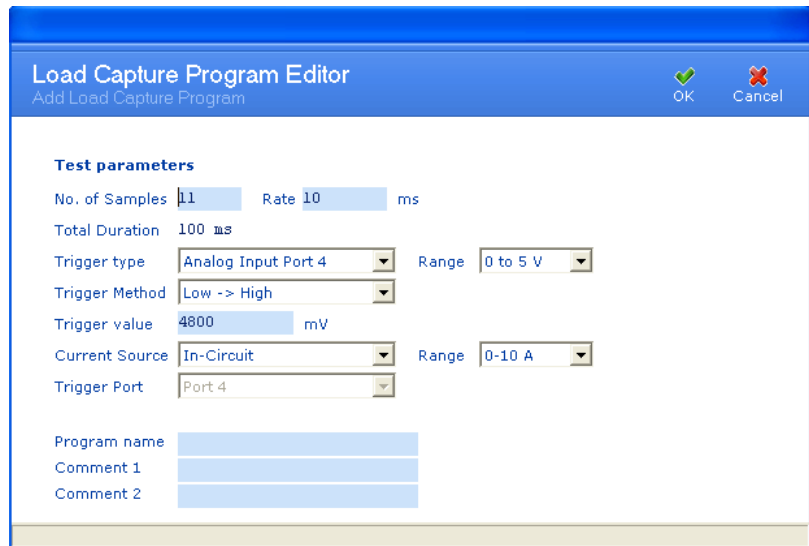 Load Capture Program Editor
Add Load Capture Program
OK
Cancel
Test parameters
No. of Samples 11 Rate 10 ms
Total Duration 100 ms
Trigger type Analog Input Port 4 Range 0 to 5 V
Trigger Method Low -> High
Trigger value 4800 mV
Current Source In-Circuit Range 0-10 A
Trigger Port Port 4
Program name
Comment 1
Comment 2